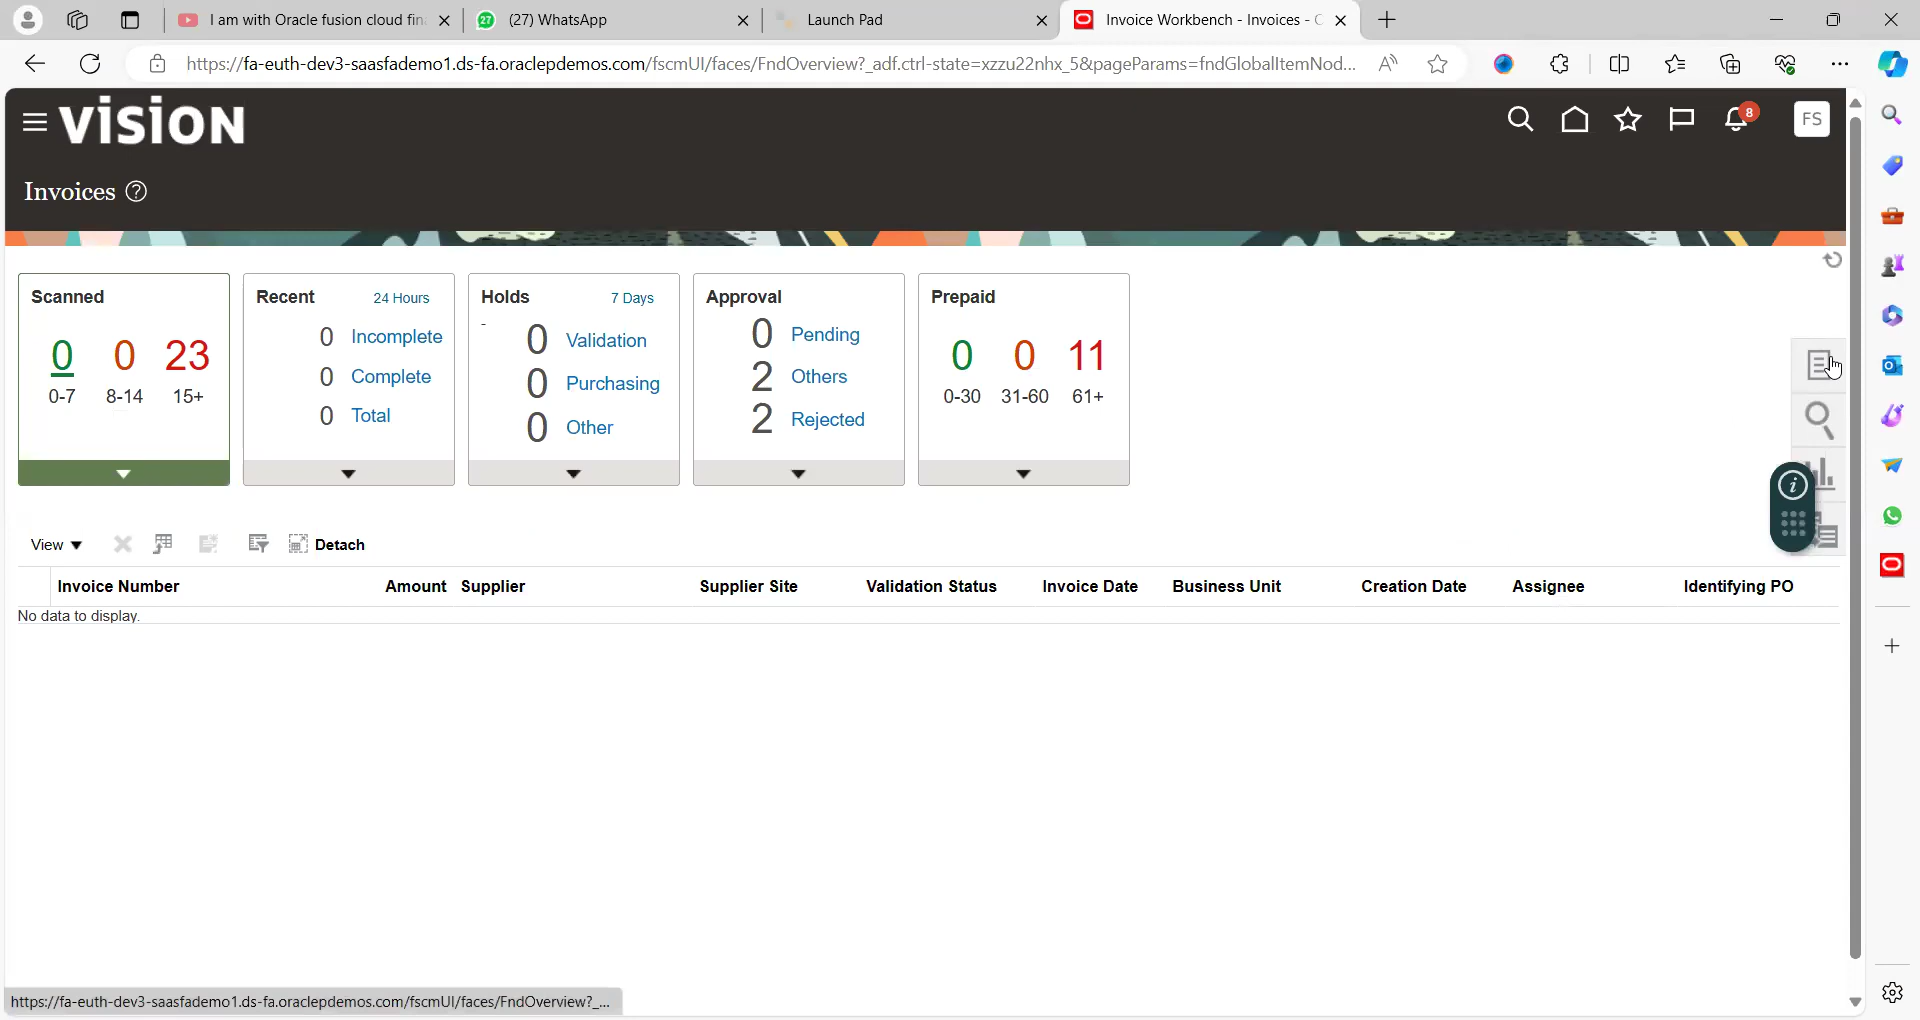 I am with Oracle fusion cloud fin
27
(27) WhatsApp
Launch Pad
Invoice Workbench - Invoices - C
https://fa-euth-dev3-saasfademo1.ds-fa.oraclepdemos.com/fscmUI/faces/FndOverview?_adf.ctrl-state=xzzu22nhx_5&pageParams=fndGlobalItemNod...
VISION
8
FS
Invoices
Scanned
0 0 23
0-7 8-14 15+
Recent 24 Hours
0 Incomplete
0 Complete
0 Total
Holds 7 Days
-
0 Validation
0 Purchasing
0 Other
Approval
0 Pending
2 Others
2 Rejected
Prepaid
0 0 11
0-30 31-60 61+
View Detach
Invoice Number Amount Supplier Supplier Site Validation Status Invoice Date Business Unit Creation Date Assignee Identifying PO
No data to display.
https://fa-euth-dev3-saasfademo1.ds-fa.oraclepdemos.com/fscmUI/faces/FndOverview?_...